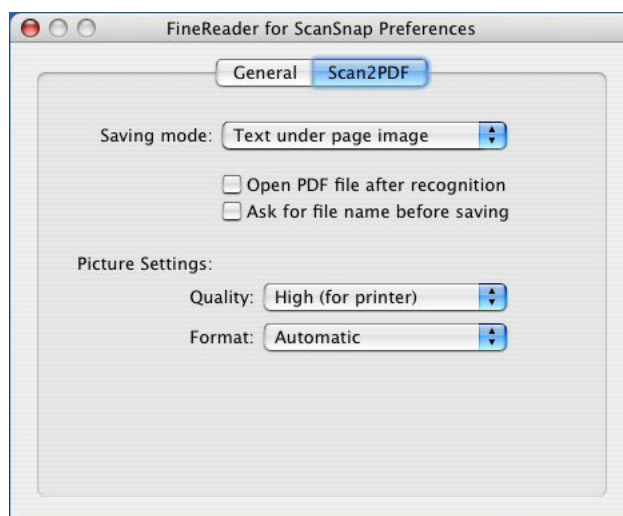 FineReader for ScanSnap Preferences
General Scan2PDF
Saving mode: Text under page image
Open PDF file after recognition
Ask for file name before saving
Picture Settings:
Quality: High (for printer)
Format: Automatic